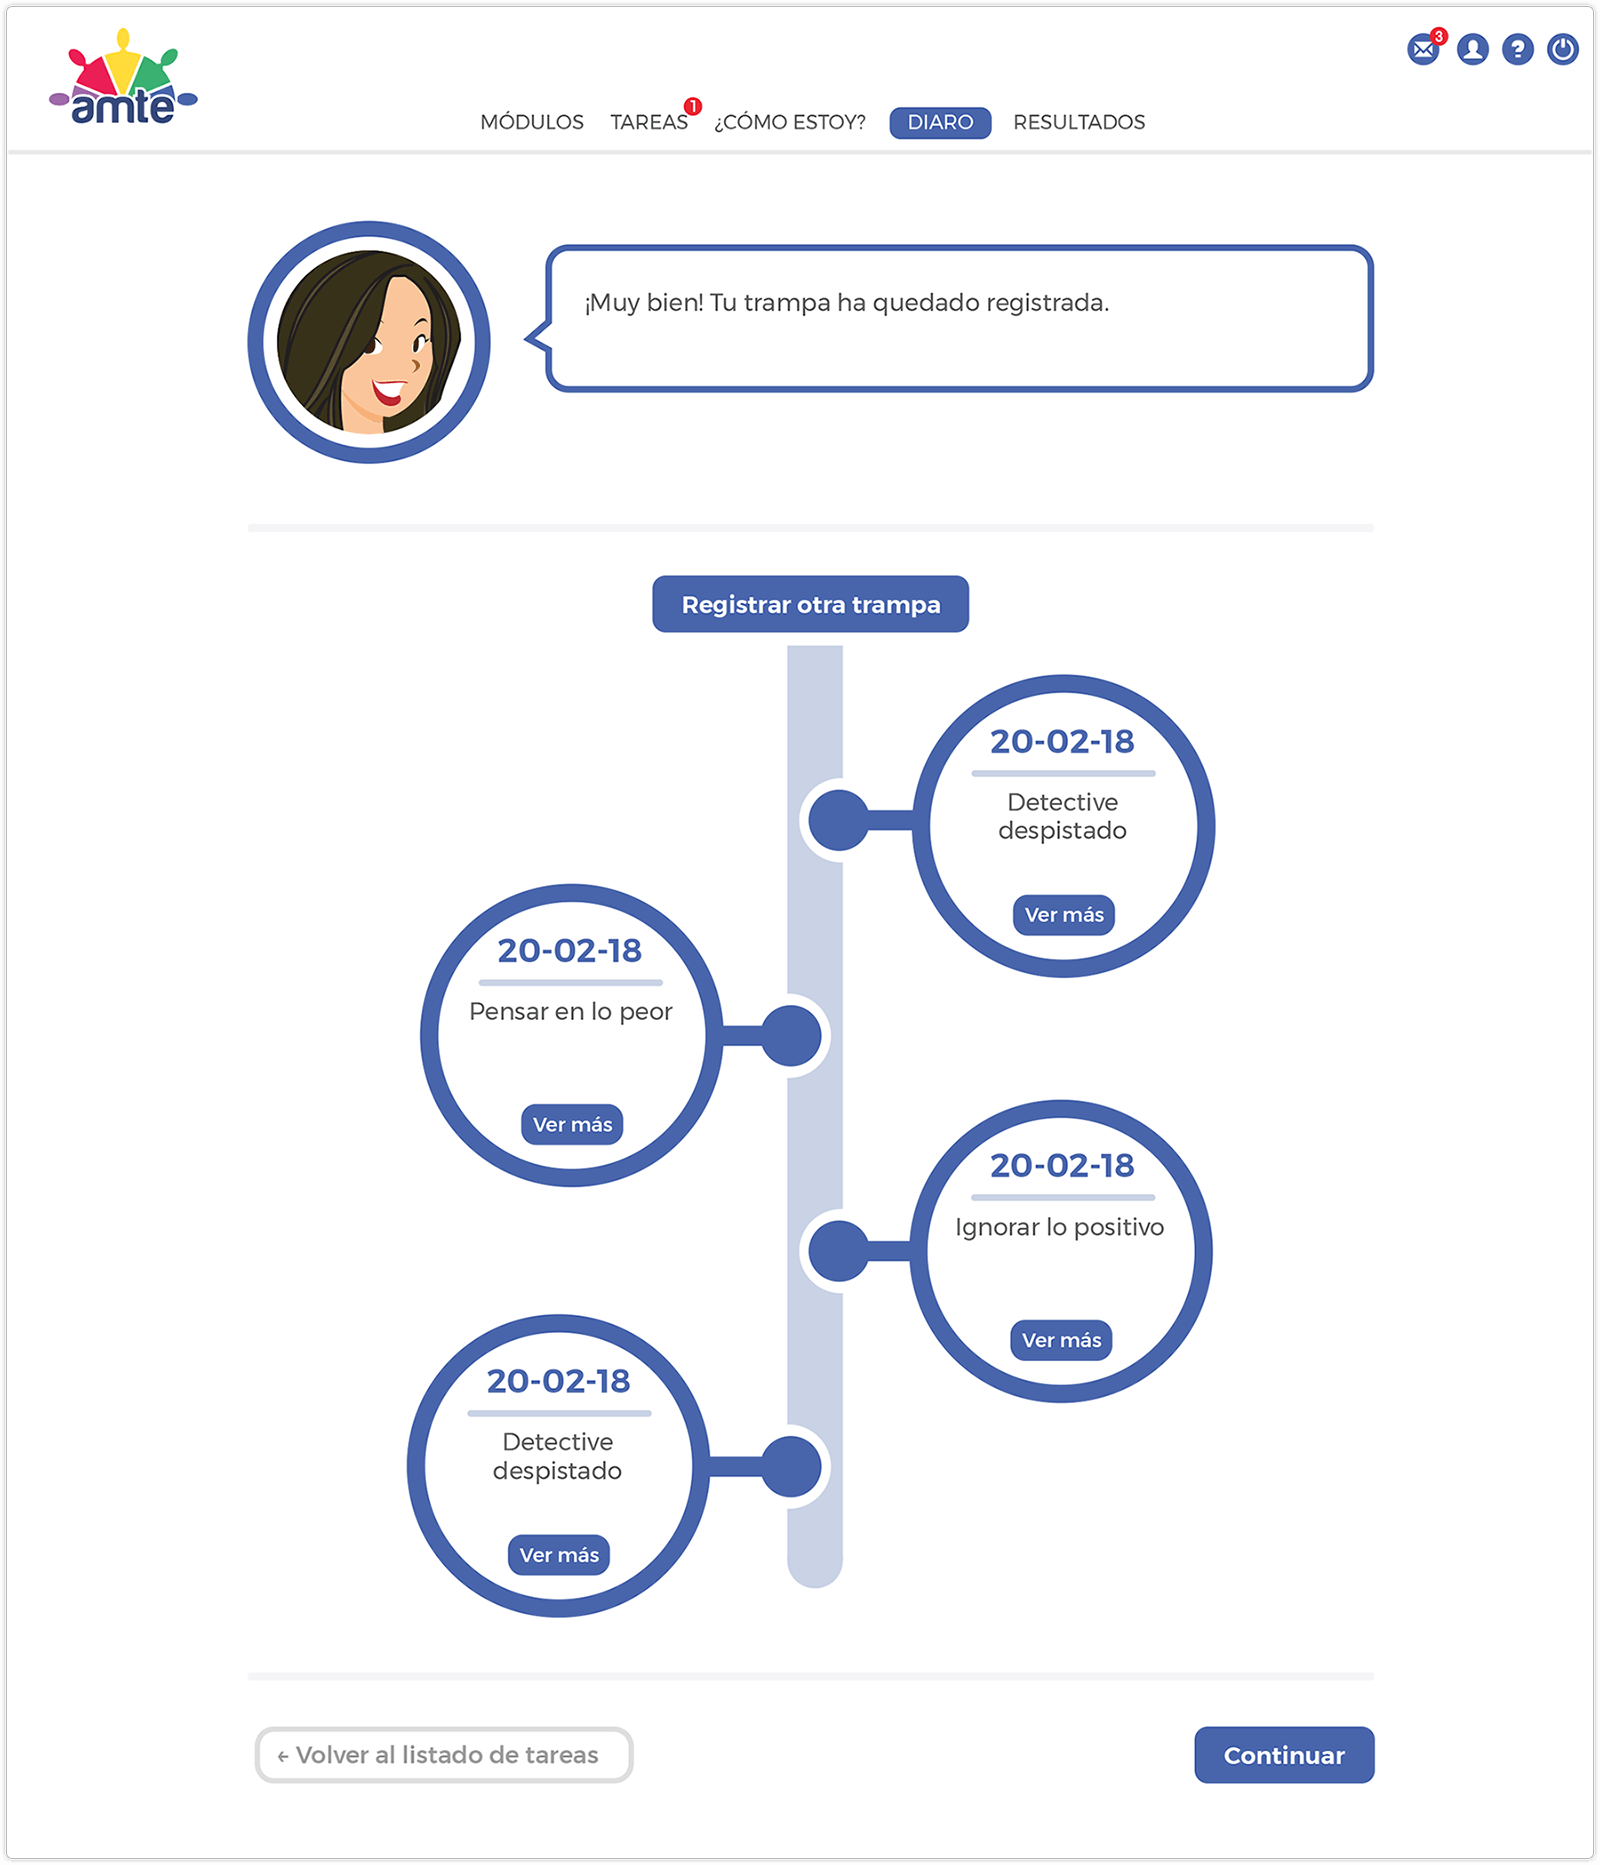 amte
3
MÓDULOS TAREAS 1 ¿CÓMO ESTOY? DIARO RESULTADOS
¡Muy bien! Tu trampa ha quedado registrada.
Registrar otra trampa
20-02-18
Detective
despistado
Ver más
20-02-18
Pensar en lo peor
Ver más
20-02-18
Ignorar lo positivo
Ver más
20-02-18
Detective
despistado
Ver más
← Volver al listado de tareas
Continuar